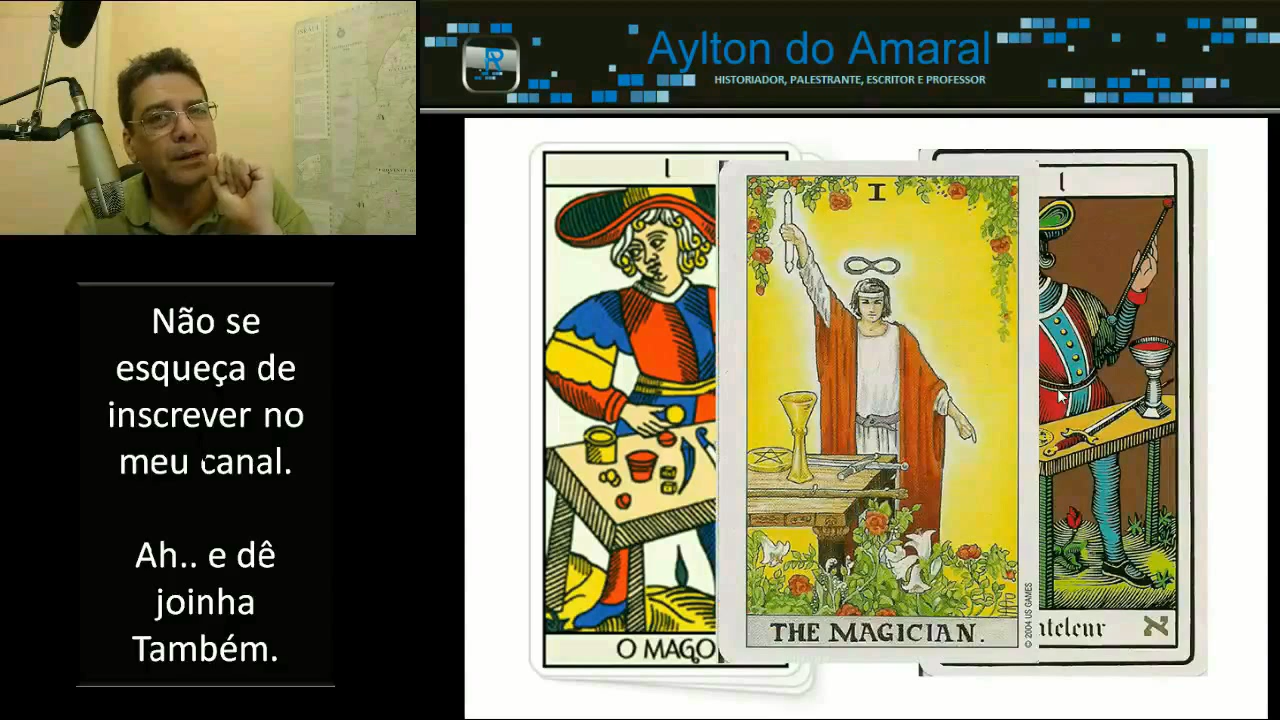 Aylton do Amaral
HISTORIADOR, PALESTRANTE, ESCRITOR E PROFESSOR
Não se
esqueça de
inscrever no
meu canal.
Ah.. e dê
joinha
Também.
I
O MAGO
I
THE MAGICIAN.
© 2004 US GAMES
I
ateleur
א